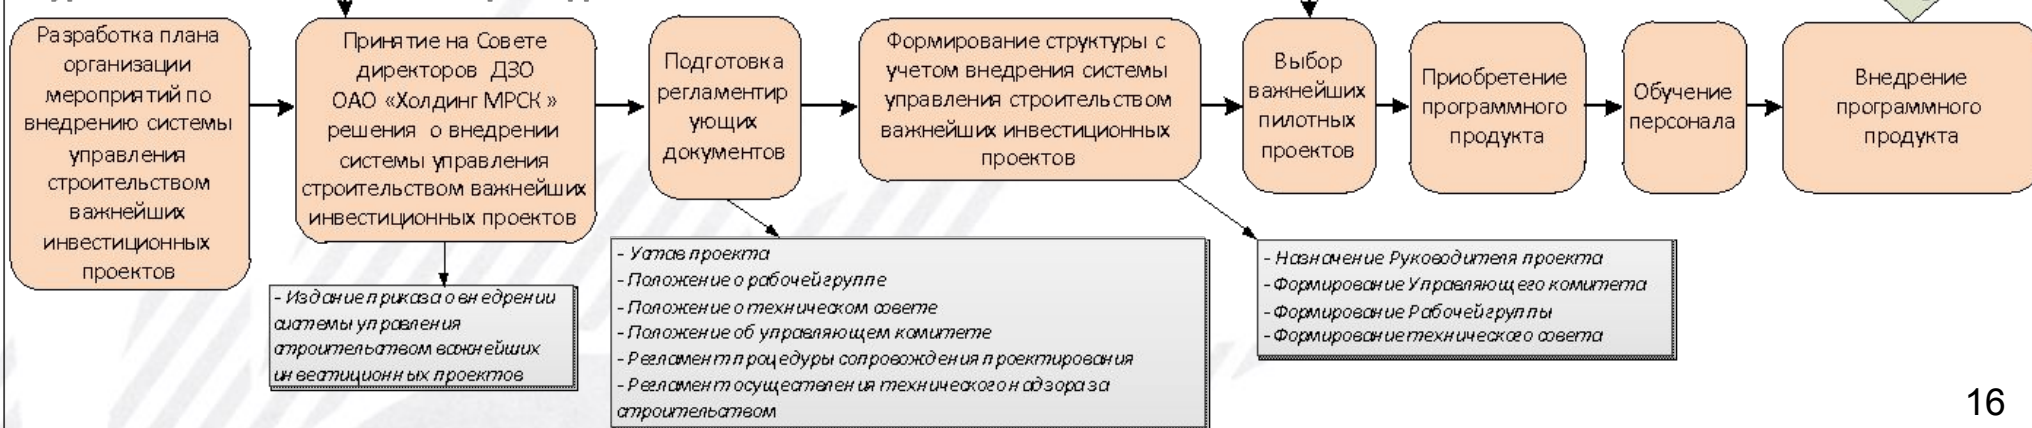 Разработка плана
организации
мероприятий по
внедрению системы
управления
строительством
важнейших
инвестиционных
проектов
Принятие на Совете
директоров ДЗО
ОАО «Холдинг МРСК »
решения о внедрении
системы управления
строительством важнейших
инвестиционных проектов
Подготовка
регламентир
ующих
документов
Формирование структуры с
учетом внедрения системы
управления строительством
важнейших инвестиционных
проектов
Выбор
важнейших
пилотных
проектов
Приобретение
программного
продукта
Обучение
персонала
Внедрение
программного
продукта
- Издание приказа о внедрении
системы управления
строительством важнейших
инвестиционных проектов
- Устав проекта
- Положение о рабочей группе
- Положение о техническом совете
- Положение об управляющем комитете
- Регламент процедуры сопровождения проектирования
- Регламент осуществления технического надзора за
строительством
- Назначение Руководителя проекта
- Формирование Управляющего комитета
- Формирование Рабочей группы
- Формирование технического совета
16